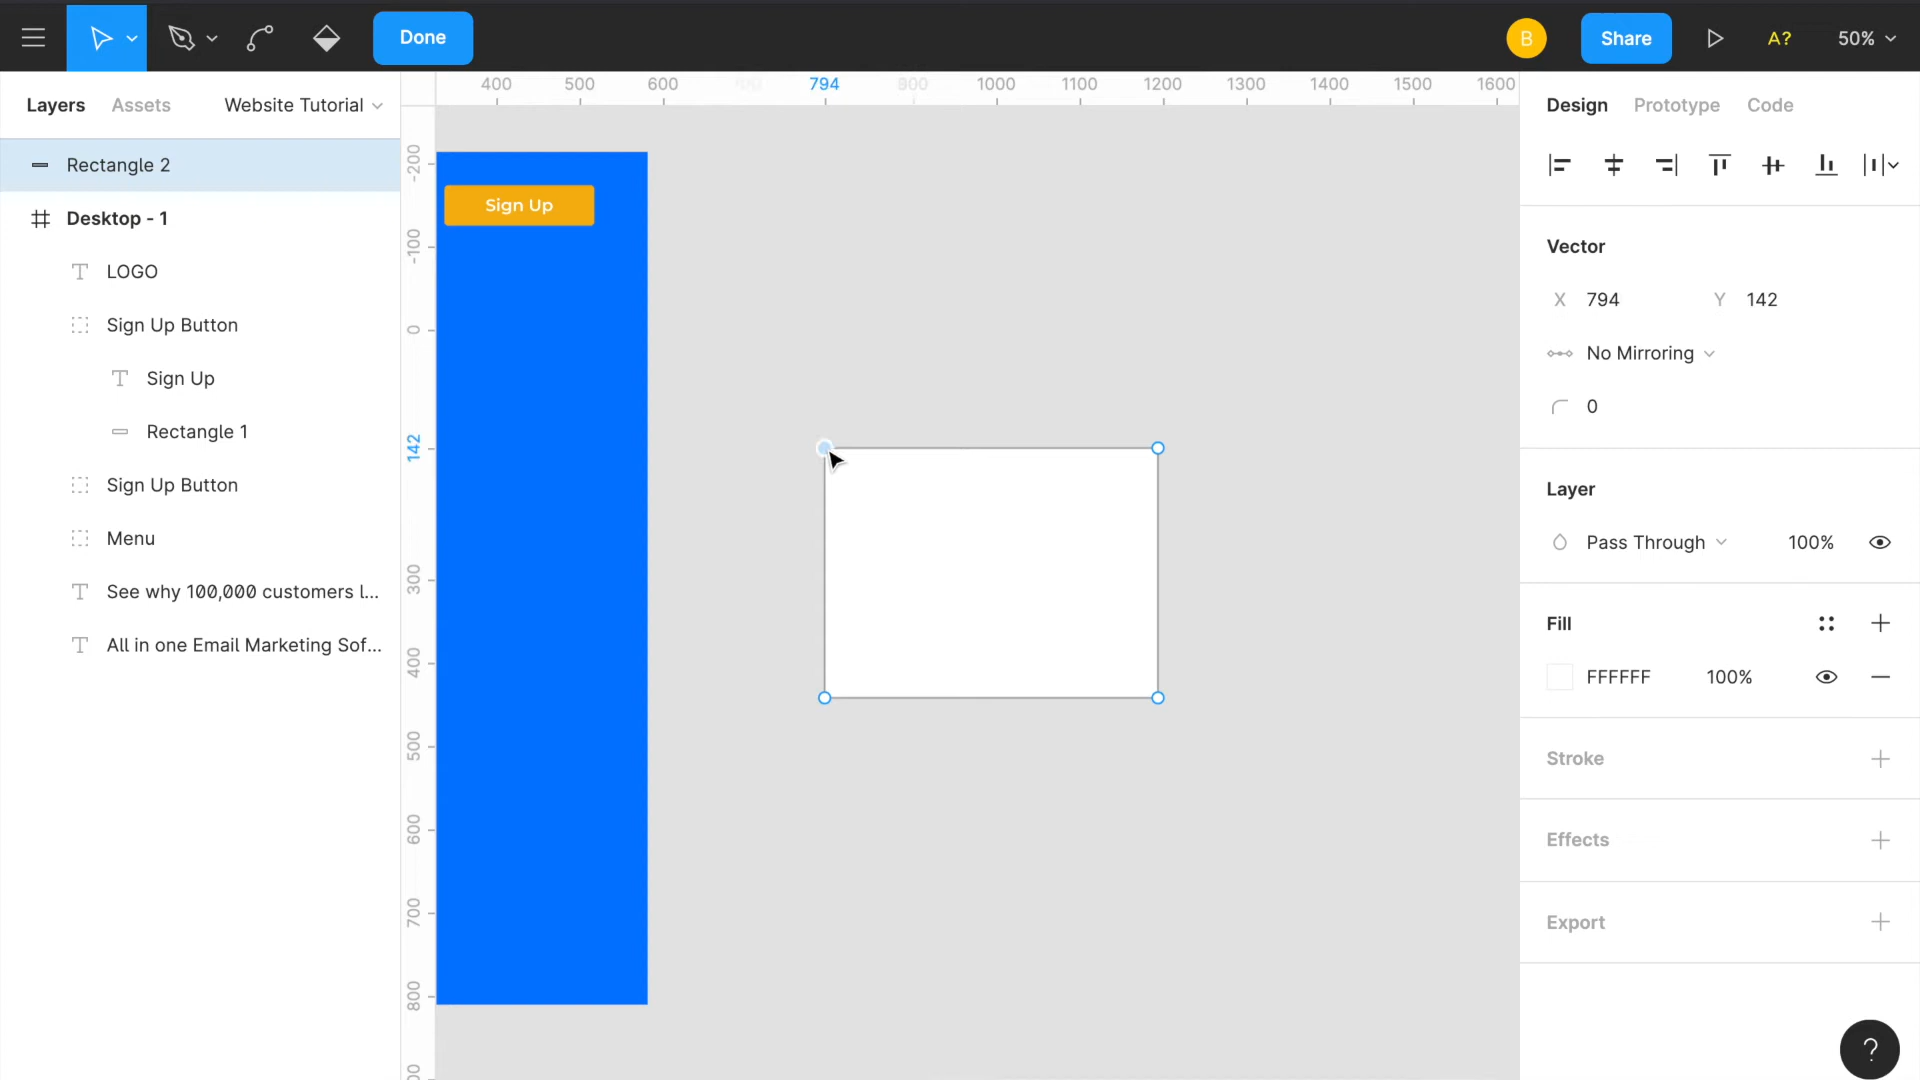 Done
B
Share
A?
50%
Layers
Assets
Website Tutorial
Rectangle 2
Desktop - 1
LOGO
Sign Up Button
Sign Up
Rectangle 1
Sign Up Button
Menu
See why 100,000 customers l...
All in one Email Marketing Sof...
400
500
600
794
900
1000
1100
1200
1300
1400
1500
1600
-200
-100
0
142
300
400
500
600
700
800
Sign Up
Design
Prototype
Code
Vector
X 794
Y 142
No Mirroring
0
Layer
Pass Through
100%
Fill
FFFFFF
100%
Stroke
Effects
Export
?